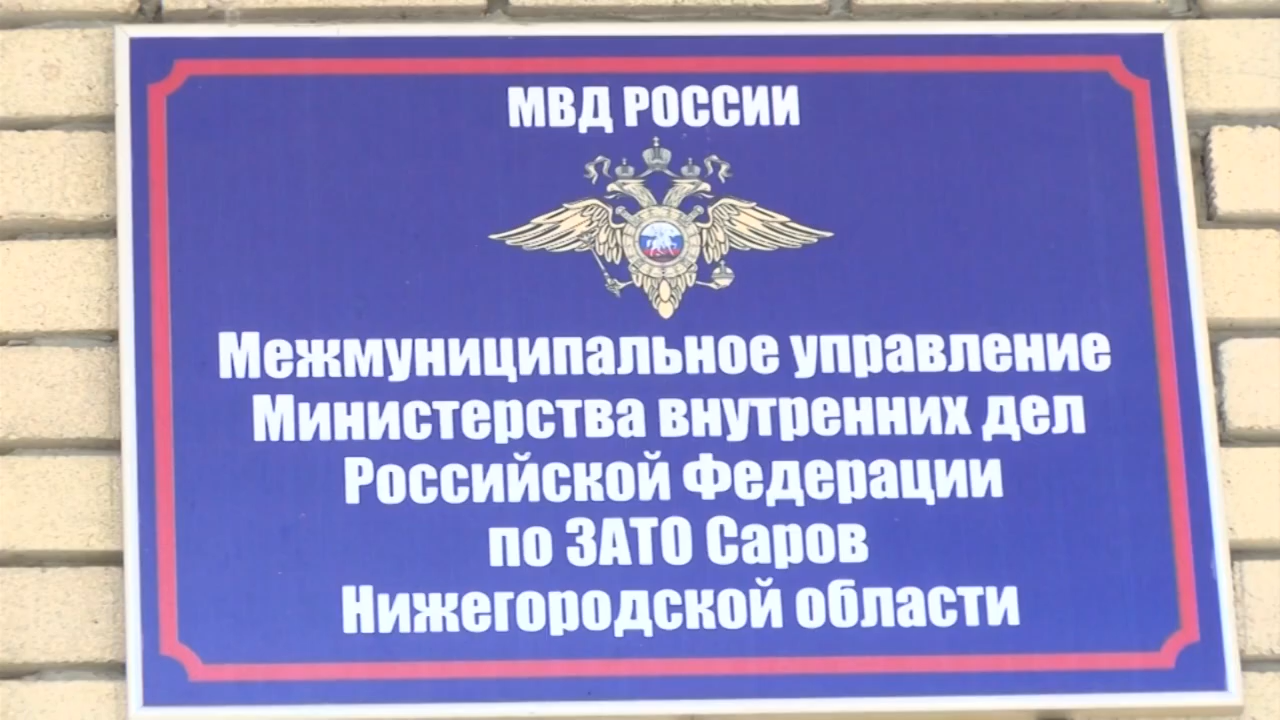 МВД РОССИИ
Межмуниципальное управление
Министерства внутренних дел
Российской Федерации
по ЗАТО Саров
Нижегородской области